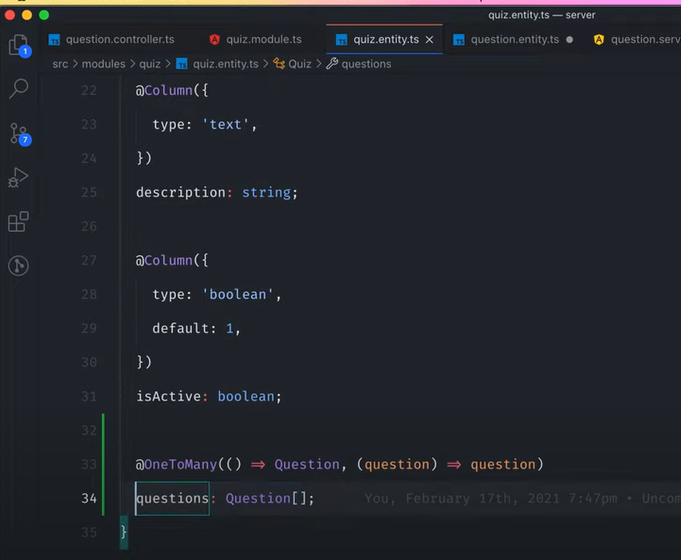 quiz.entity.ts — server
question.controller.ts quiz.module.ts quiz.entity.ts × question.entity.ts ● question.serv
src > modules > quiz > quiz.entity.ts > Quiz > questions
22 @Column({
23 type: 'text',
24 })
25 description: string;
26
27 @Column({
28 type: 'boolean',
29 default: 1,
30 })
31 isActive: boolean;
32
33 @OneToMany(() => Question, (question) => question)
34 questions: Question[]; You, February 17th, 2021 7:47pm • Uncom
35 }
1
7